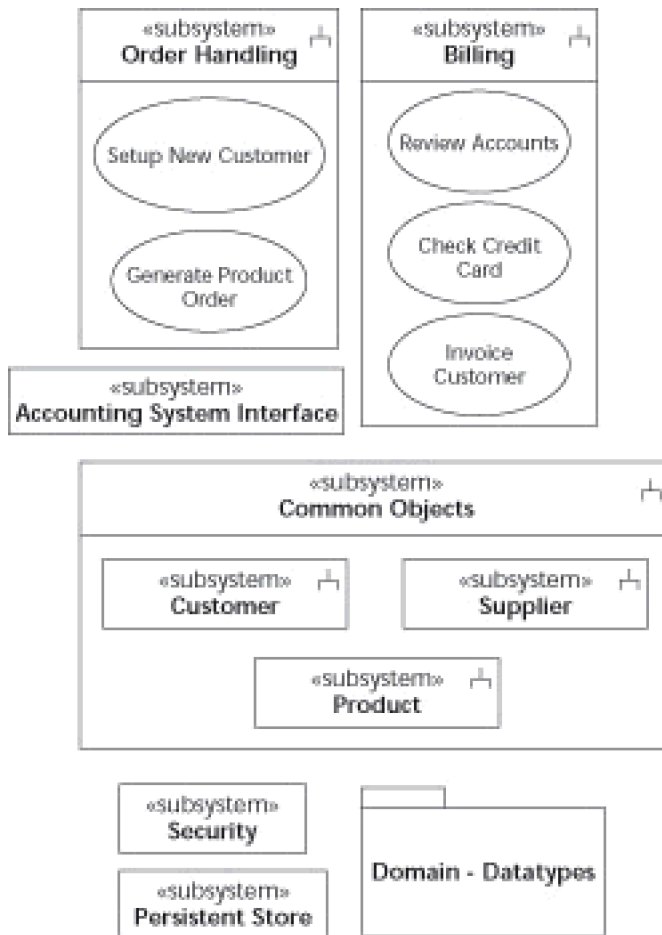 «subsystem»
Order Handling
Setup New Customer
Generate Product
Order
«subsystem»
Billing
Review Accounts
Check Credit
Card
Invoice
Customer
«subsystem»
Accounting System Interface
«subsystem»
Common Objects
«subsystem»
Customer
«subsystem»
Supplier
«subsystem»
Product
«subsystem»
Security
«subsystem»
Persistent Store
Domain - Datatypes